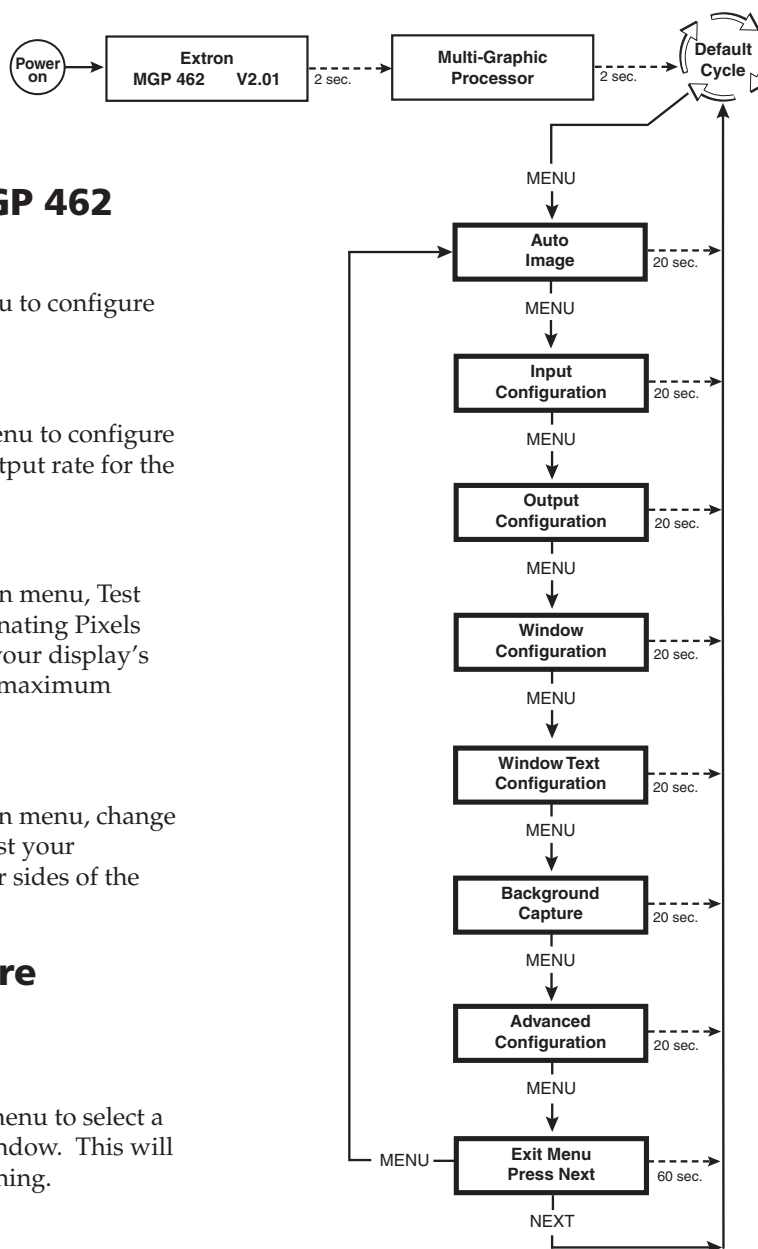 Power
on
Extron
MGP 462 V2.01
2 sec.
Multi-Graphic
Processor
2 sec.
Default
Cycle
GP 462
u to configure
enu to configure
tput rate for the
n menu, Test
nating Pixels
your display's
maximum
n menu, change
st your
r sides of the
re
nenu to select a
ndow. This will
ning.
MENU
Auto
Image
20 sec.
MENU
Input
Configuration
20 sec.
MENU
Output
Configuration
20 sec.
MENU
Window
Configuration
20 sec.
MENU
Window Text
Configuration
20 sec.
MENU
Background
Capture
20 sec.
MENU
Advanced
Configuration
20 sec.
MENU
MENU
Exit Menu
Press Next
60 sec.
NEXT